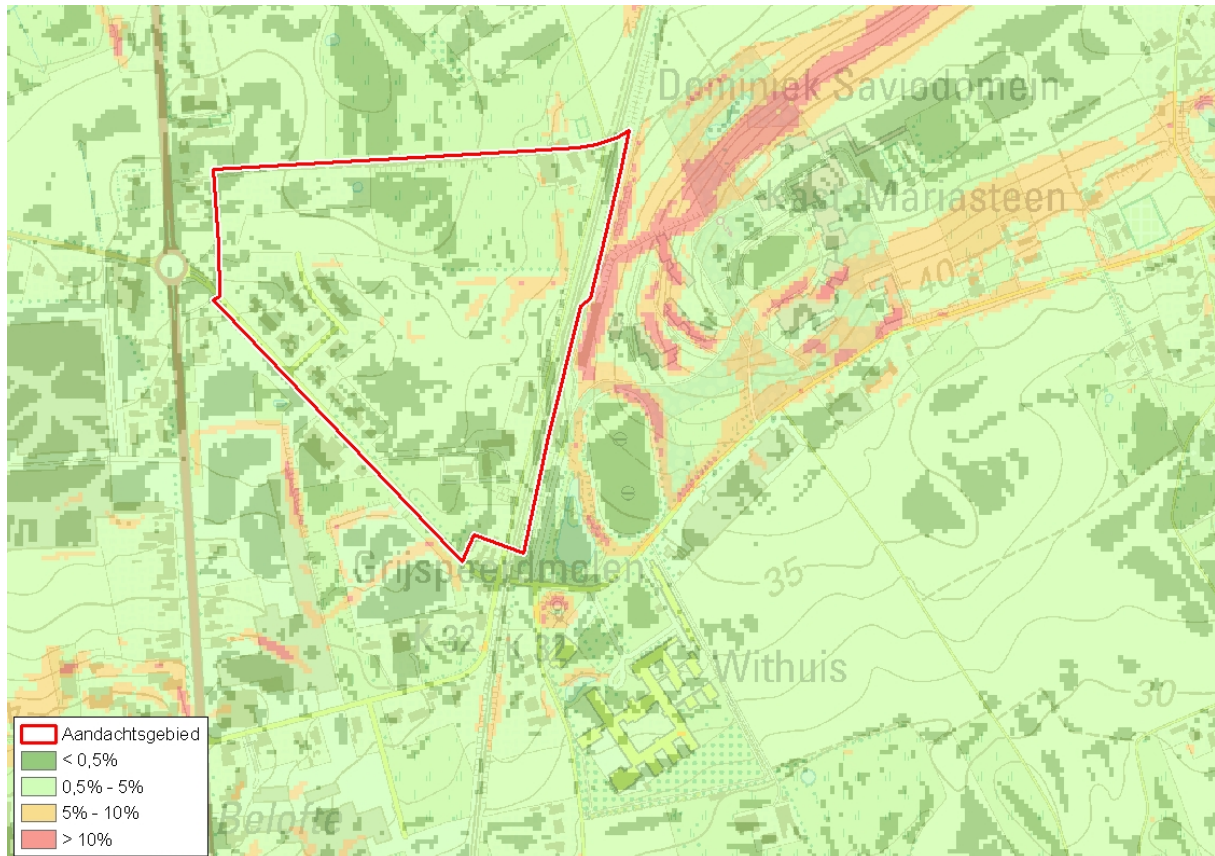 Dominiek Saviodomein
Kast. Mariasteen
40
Grijspeerdmolen
35
K 32
Withuis
30
Aandachtsgebied
< 0,5%
0,5% - 5%
5% - 10%
> 10%
Belofte